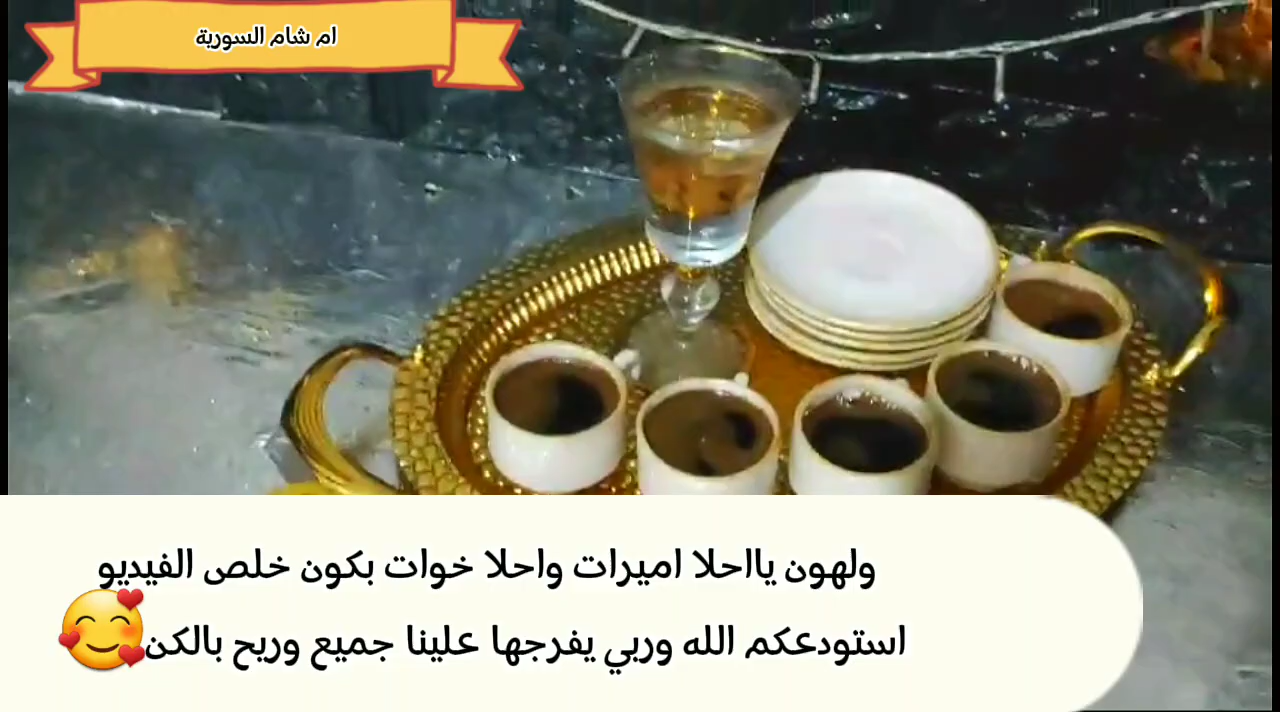 ام شام السورية
ولهون يااحلا اميرات واحلا خوات بكون خلص الفيديو
استودعكم الله وربي يفرجها علينا جميع وريح بالكن